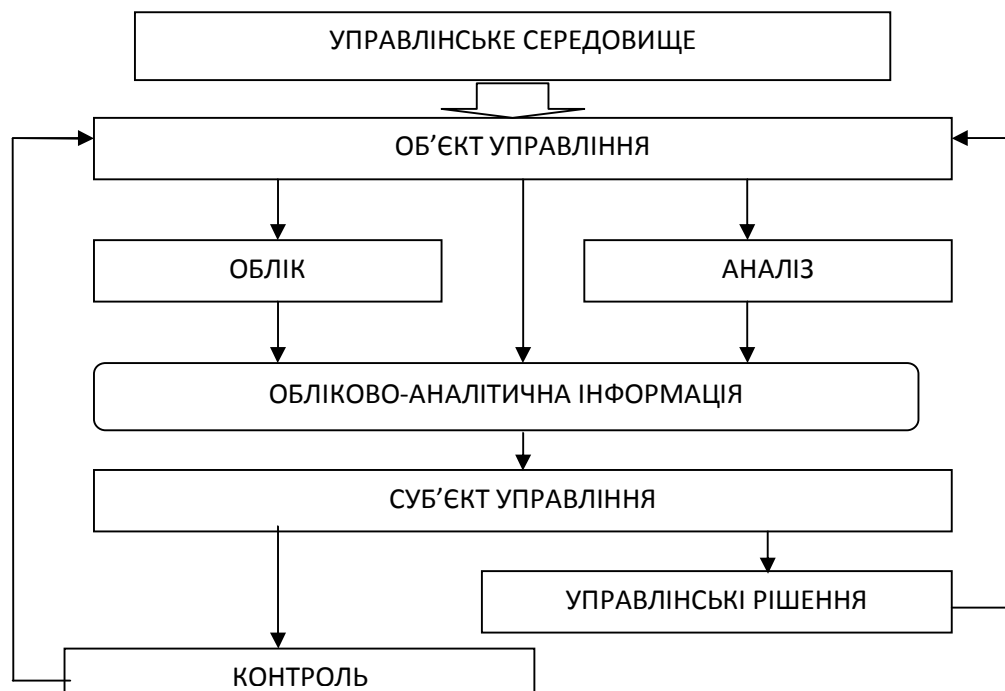 УПРАВЛІНСЬКЕ СЕРЕДОВИЩЕ
ОБ’ЄКТ УПРАВЛІННЯ
ОБЛІК
АНАЛІЗ
ОБЛІКОВО-АНАЛІТИЧНА ІНФОРМАЦІЯ
СУБ’ЄКТ УПРАВЛІННЯ
УПРАВЛІНСЬКІ РІШЕННЯ
КОНТРОЛЬ